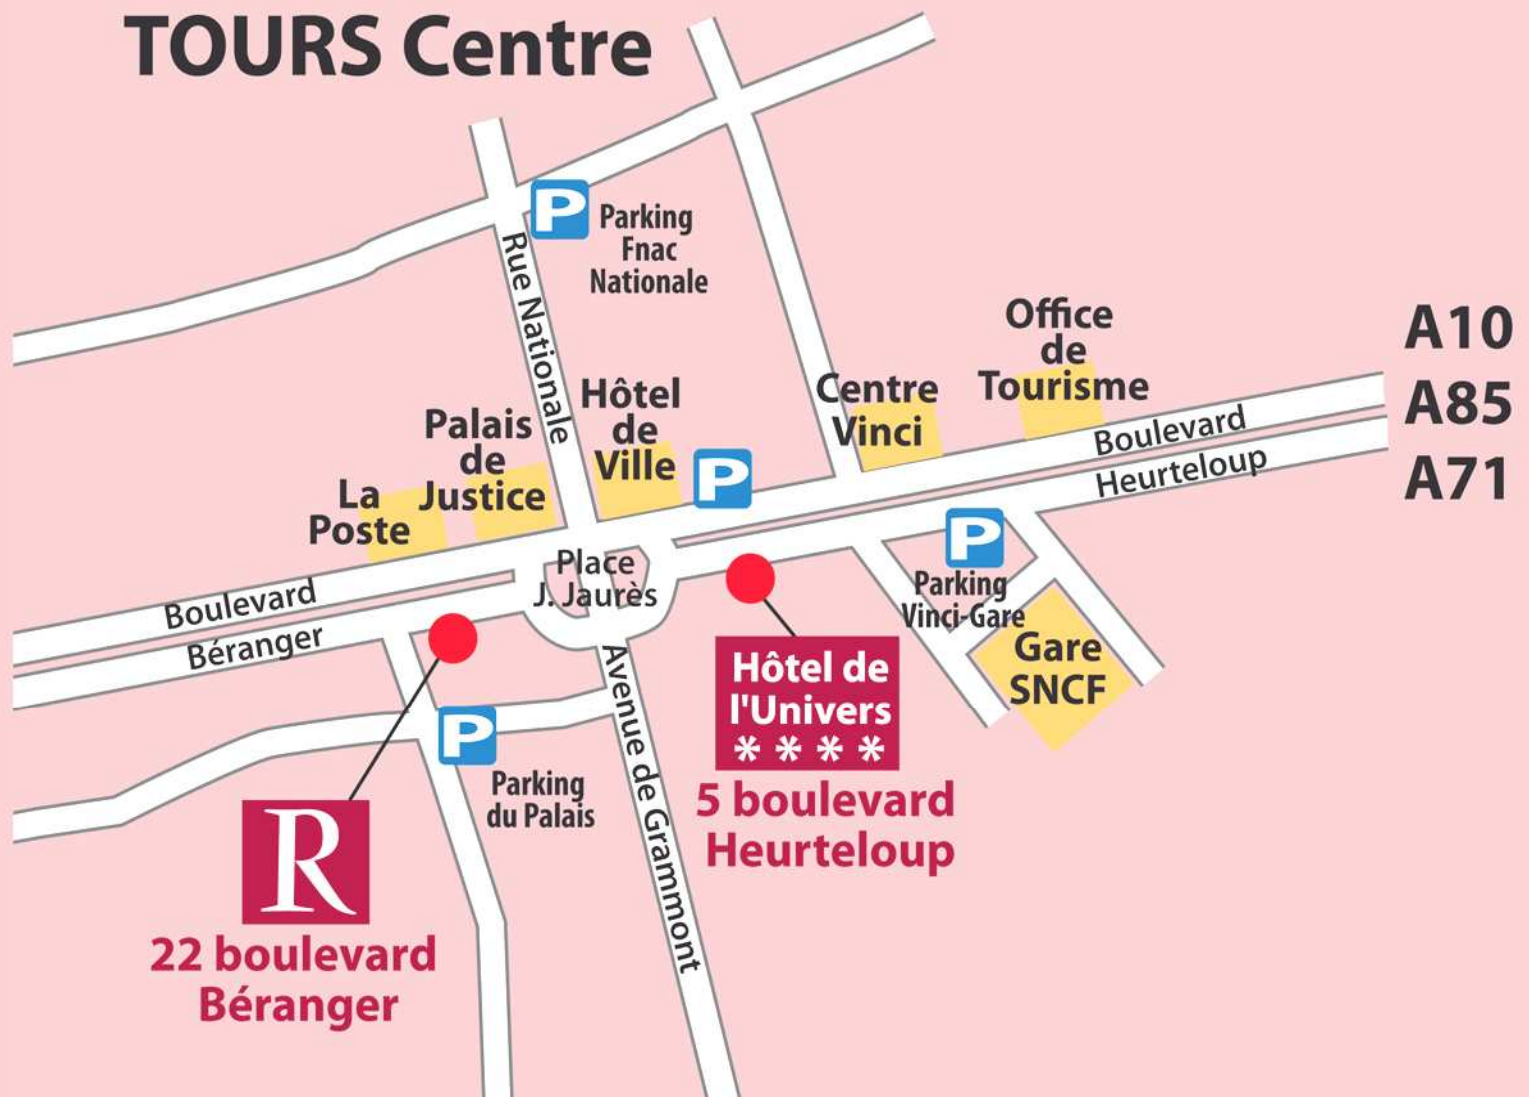 TOURS Centre
P
Parking
Fnac
Nationale
Rue Nationale
Office
de
Tourisme
A10
A85
A71
Centre
Vinci
Hôtel
de
Ville
P
Palais
de
Justice
La
Poste
Boulevard
Heurteloup
P
Parking
Vinci-Gare
Gare
SNCF
Place
J. Jaurès
Boulevard
Béranger
Hôtel de
l'Univers
* * * *
5 boulevard
Heurteloup
Avenue de Grammont
P
Parking
du Palais
R
22 boulevard
Béranger